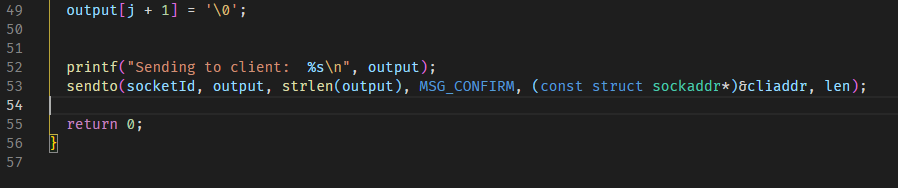 49 output[j + 1] = '\0';
50
51
52 printf("Sending to client:  %s\n", output);
53 sendto(socketId, output, strlen(output), MSG_CONFIRM, (const struct sockaddr*)&cliaddr, len);
54
55 return 0;
56 }
57